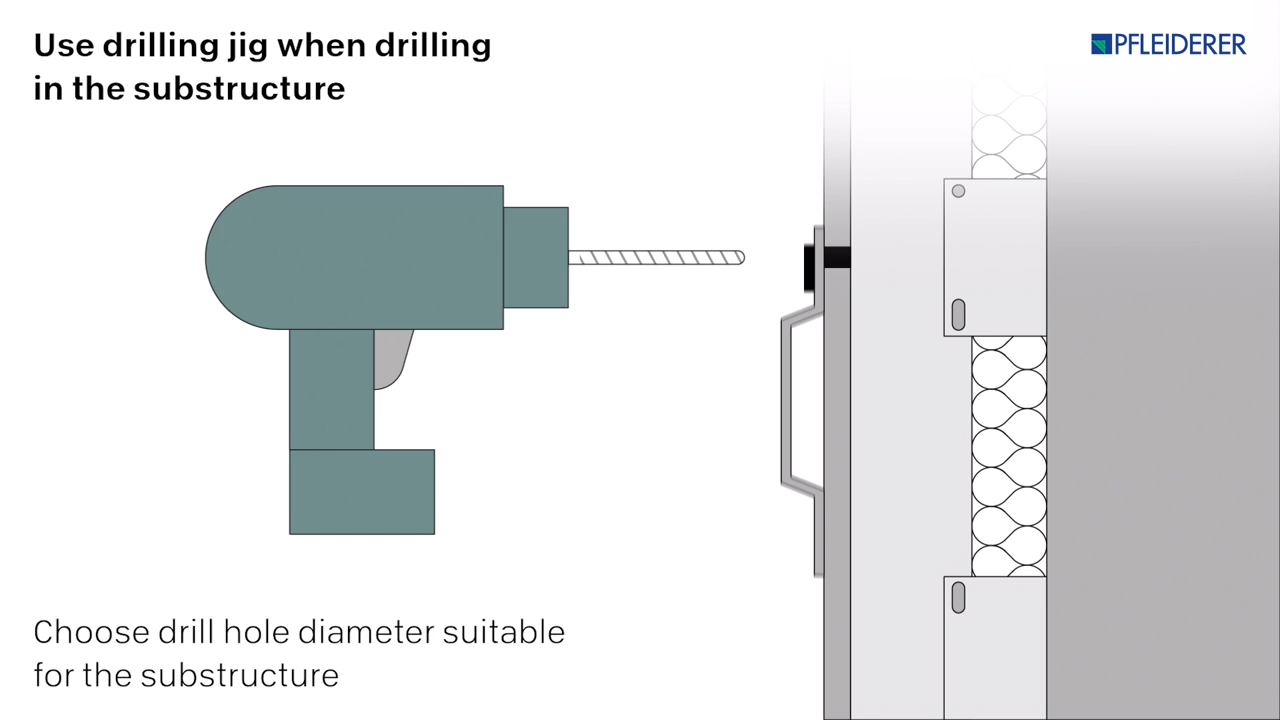 Use drilling jig when drilling
in the substructure
PFLEIDERER
Choose drill hole diameter suitable
for the substructure